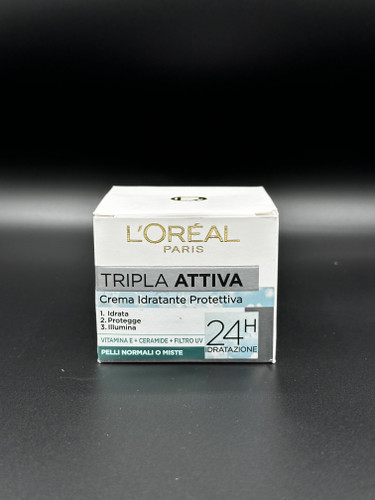 L'ORÉAL
PARIS
TRIPLA ATTIVA
Crema Idratante Protettiva
1. Idrata
2. Protegge
3. Illumina
24H
IDRATAZIONE
VITAMINA E + CERAMIDE + FILTRO UV
PELLI NORMALI O MISTE